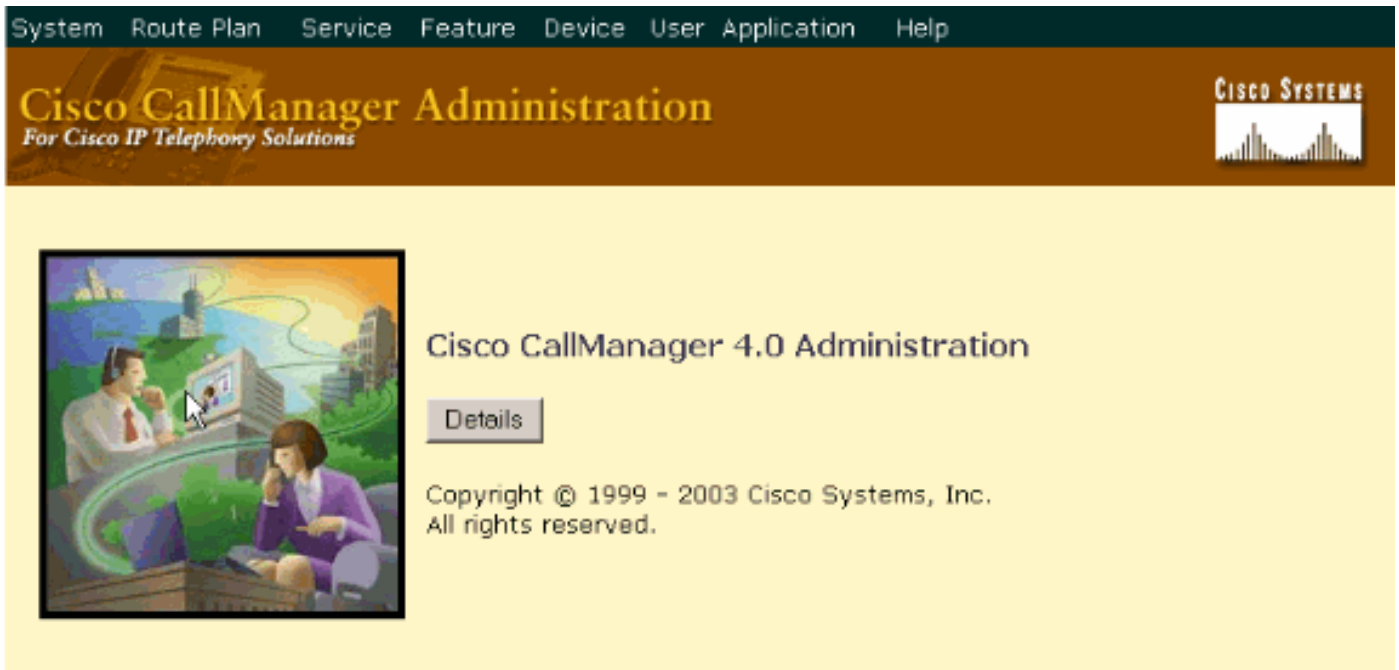 System Route Plan Service Feature Device User Application Help
Cisco CallManager Administration
For Cisco IP Telephony Solutions
CISCO SYSTEMS
Cisco CallManager 4.0 Administration
Details
Copyright © 1999 - 2003 Cisco Systems, Inc.
All rights reserved.